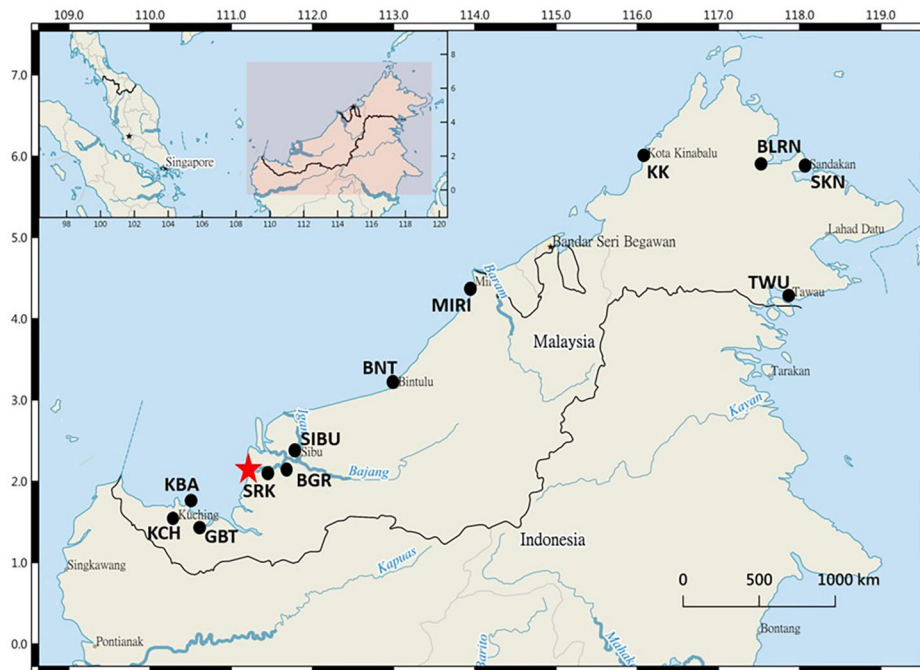 109.0 110.0 111.0 112.0 113.0 114.0 115.0 116.0 117.0 118.0 119.0
7.0
6.0
5.0
4.0
3.0
2.0
1.0
0.0
8
6
4
2
0
98 100 102 104 106
110 112 114 116 118 120
Singapore
Kota Kinabalu
KK
BLRN
Sandakan
SKN
Lahad Datu
Bandar Seri Begawan
TWU
Tawau
Baram
MIRI
Malaysia
BNT
Bintulu
Tarakan
Kayan
Igan
SIBU
Sibu
BGR
Bajang
SRK
KBA
Kuching
KCH
GBT
Indonesia
Singkawang
Kapuas
0 500 1000 km
Pontianak
Barito
Mahak
Bontang